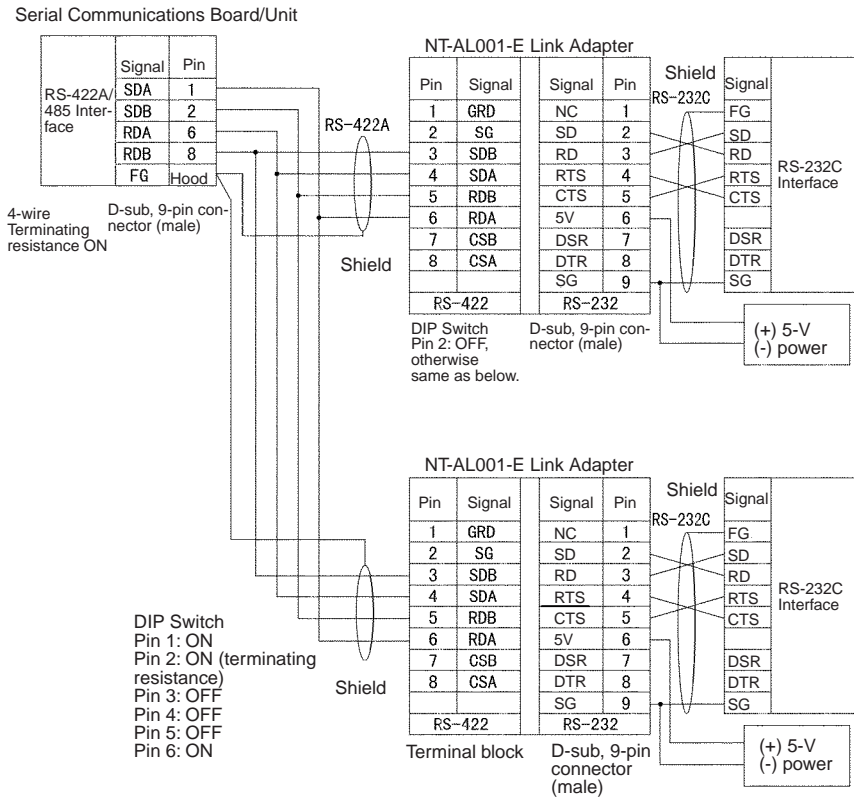 Serial Communications Board/Unit
Signal Pin
RS-422A/
485 Inter-
face
SDA 1
SDB 2
RDA 6
RDB 8
FG Hood
4-wire
Terminating
resistance ON
D-sub, 9-pin con-
nector (male)
RS-422A
Shield
NT-AL001-E Link Adapter
Pin Signal Signal Pin
1 GRD NC 1
2 SG SD 2
3 SDB RD 3
4 SDA RTS 4
5 RDB CTS 5
6 RDA 5V 6
7 CSB DSR 7
8 CSA DTR 8
SG 9
RS-422 RS-232
DIP Switch
Pin 2: OFF,
otherwise
same as below.
D-sub, 9-pin con-
nector (male)
Shield
RS-232C
Signal
FG
SD
RD
RTS
CTS
DSR
DTR
SG
RS-232C
Interface
(+) 5-V
(-) power
NT-AL001-E Link Adapter
Pin Signal Signal Pin
1 GRD NC 1
2 SG SD 2
3 SDB RD 3
4 SDA RTS 4
5 RDB CTS 5
6 RDA 5V 6
7 CSB DSR 7
8 CSA DTR 8
SG 9
RS-422 RS-232
Terminal block
D-sub, 9-pin
connector
(male)
Shield
RS-232C
Signal
FG
SD
RD
RTS
CTS
DSR
DTR
SG
RS-232C
Interface
(+) 5-V
(-) power
DIP Switch
Pin 1: ON
Pin 2: ON (terminating
resistance)
Pin 3: OFF
Pin 4: OFF
Pin 5: OFF
Pin 6: ON
Shield